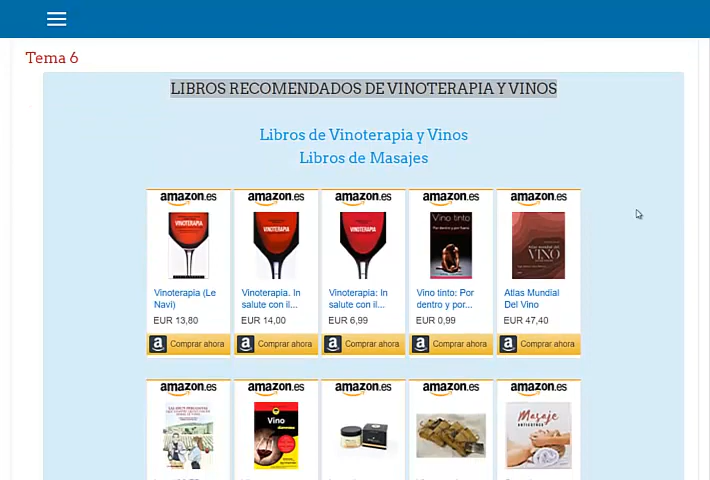 Tema 6
LIBROS RECOMENDADOS DE VINOTERAPIA Y VINOS
Libros de Vinoterapia y Vinos
Libros de Masajes
amazon.es amazon.es amazon.es amazon.es amazon.es
VINOTERAPIA VINOTERAPIA VINOTERAPIA Vino tinto VINO
Vinoterapia (Le Navi)
EUR 13,80
Comprar ahora
Vinoterapia. In salute con il...
EUR 14,00
Comprar ahora
Vinoterapia: In salute con il...
EUR 6,99
Comprar ahora
Vino tinto: Por dentro y por...
EUR 0,99
Comprar ahora
Atlas Mundial Del Vino
EUR 47,40
Comprar ahora
amazon.es amazon.es amazon.es amazon.es amazon.es
Vino
Masaje